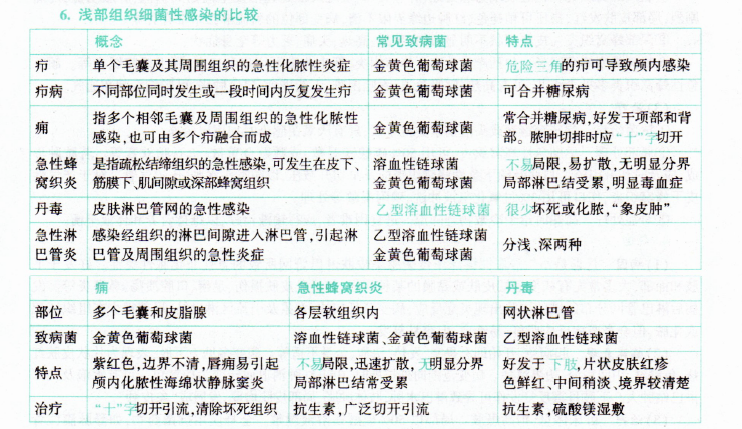 6. 浅部组织细菌性感染的比较
概念 常见致病菌 特点
疖 单个毛囊及其周围组织的急性化脓性炎症 金黄色葡萄球菌 危险三角的疖可导致颅内感染
疖病 不同部位同时发生或一段时间内反复发生疖 金黄色葡萄球菌 可合并糖尿病
痈 指多个相邻毛囊及周围组织的急性化脓性感染,也可由多个疖融合而成 金黄色葡萄球菌 常合并糖尿病,好发于项部和背部。脓肿切排时应“十”字切开
急性蜂窝织炎 是指疏松结缔组织的急性感染,可发生在皮下、筋膜下、肌间隙或深部蜂窝组织 溶血性链球菌 金黄色葡萄球菌 不易局限,易扩散,无明显分界 局部淋巴结受累,明显毒血症
丹毒 皮肤淋巴管网的急性感染 乙型溶血性链球菌 很少坏死或化脓,“象皮肿”
急性淋巴管炎 感染经组织的淋巴间隙进入淋巴管,引起淋巴管及周围组织的急性炎症 乙型溶血性链球菌 金黄色葡萄球菌 分浅、深两种
痈 急性蜂窝织炎 丹毒
部位 多个毛囊和皮脂腺 各层软组织内 网状淋巴管
致病菌 金黄色葡萄球菌 溶血性链球菌、金黄色葡萄球菌 乙型溶血性链球菌
特点 紫红色,边界不清,唇痈易引起颅内化脓性海绵状静脉窦炎 不易局限,迅速扩散,无明显分界 局部淋巴结常受累 好发于下肢,片状皮肤红疹 色鲜红、中间稍淡、境界较清楚
治疗 “十”字切开引流,清除坏死组织 抗生素,广泛切开引流 抗生素,硫酸镁湿敷